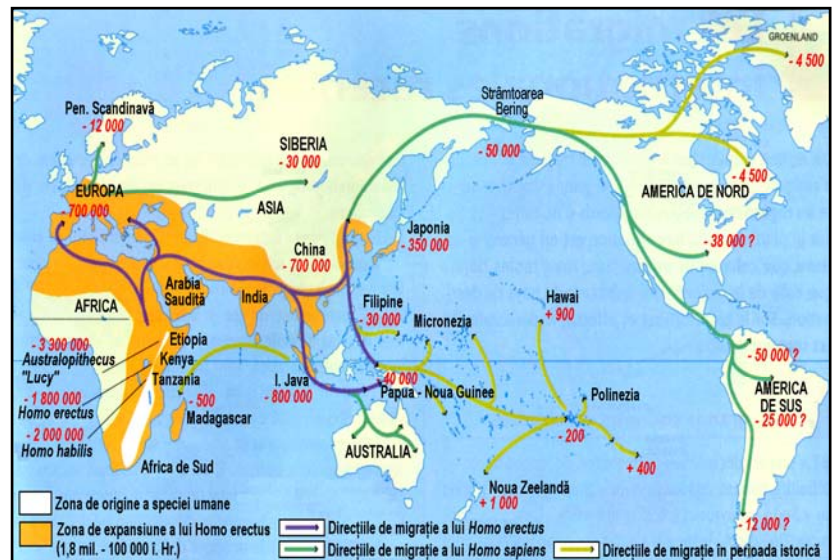 GROENLAND
- 4 500
Strâmtoarea
Bering
- 50 000
Pen. Scandinavă
- 12 000
SIBERIA
- 30 000
EUROPA
- 700 000
ASIA
AMERICA DE NORD
- 4 500
- 38 000 ?
Japonia
- 350 000
China
- 700 000
Arabia
Saudită
India
AFRICA
Filipine
- 30 000
Micronezia
Hawai
+ 900
- 3 300 000
Australopithecus
"Lucy"
Etiopia
Kenya
Tanzania
- 1 800 000
Homo erectus
- 2 000 000
Homo habilis
- 500
Madagascar
Africa de Sud
I. Java
- 800 000
- 40 000
Papua - Noua Guinee
Polinezia
- 200
+ 400
AUSTRALIA
Noua Zeelandă
+ 1 000
- 50 000 ?
AMERICA
DE SUS
- 25 000 ?
- 12 000 ?
Zona de origine a speciei umane
Zona de expansiune a lui Homo erectus
(1,8 mil. - 100 000 î. Hr.)
Direcțiile de migrație a lui Homo erectus
Direcțiile de migrație a lui Homo sapiens
Direcțiile de migrație în perioada istorică